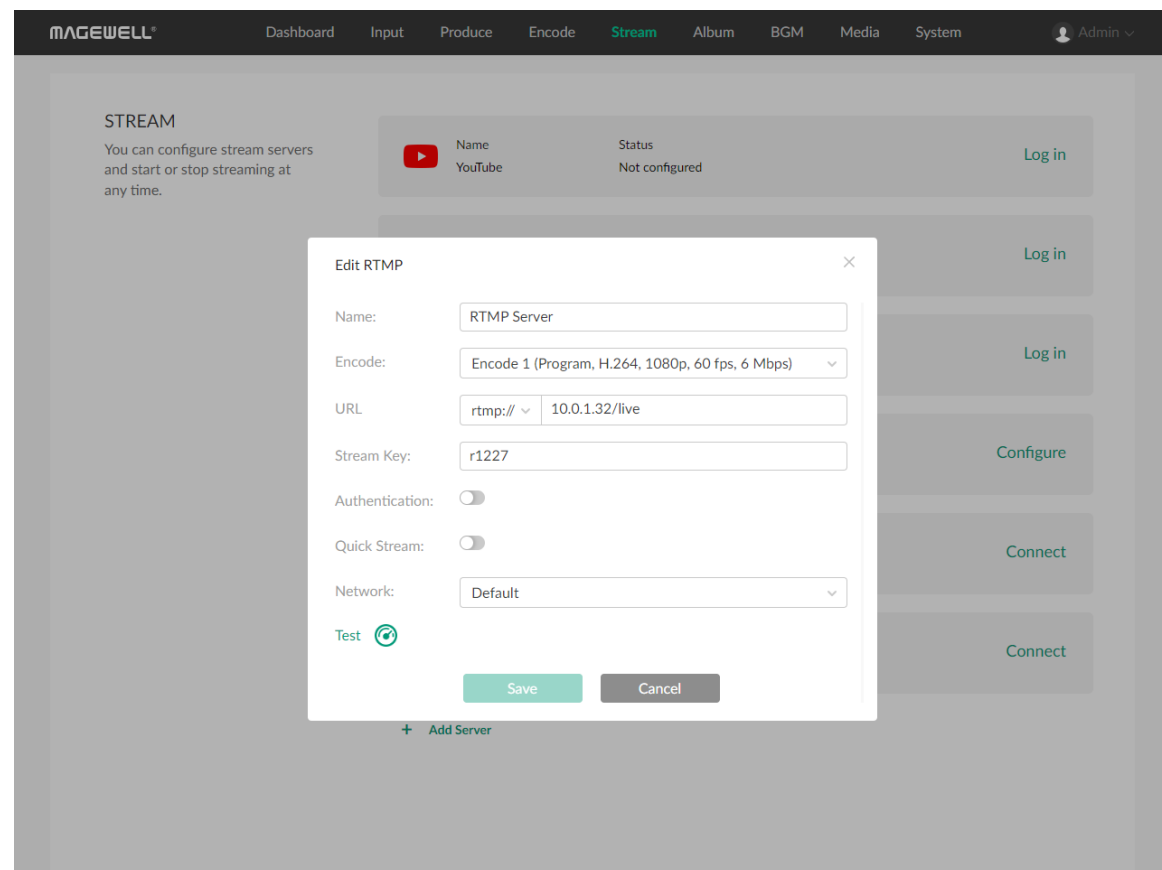 MAGEWELL® Dashboard Input Produce Encode Stream Album BGM Media System Admin
STREAM
You can configure stream servers
and start or stop streaming at
any time.
Name Status
YouTube Not configured
Log in
Log in
Log in
Configure
Connect
Connect
Edit RTMP
Name: RTMP Server
Encode: Encode 1 (Program, H.264, 1080p, 60 fps, 6 Mbps)
URL rtmp:// 10.0.1.32/live
Stream Key: r1227
Authentication:
Quick Stream:
Network: Default
Test
Save Cancel
+ Add Server